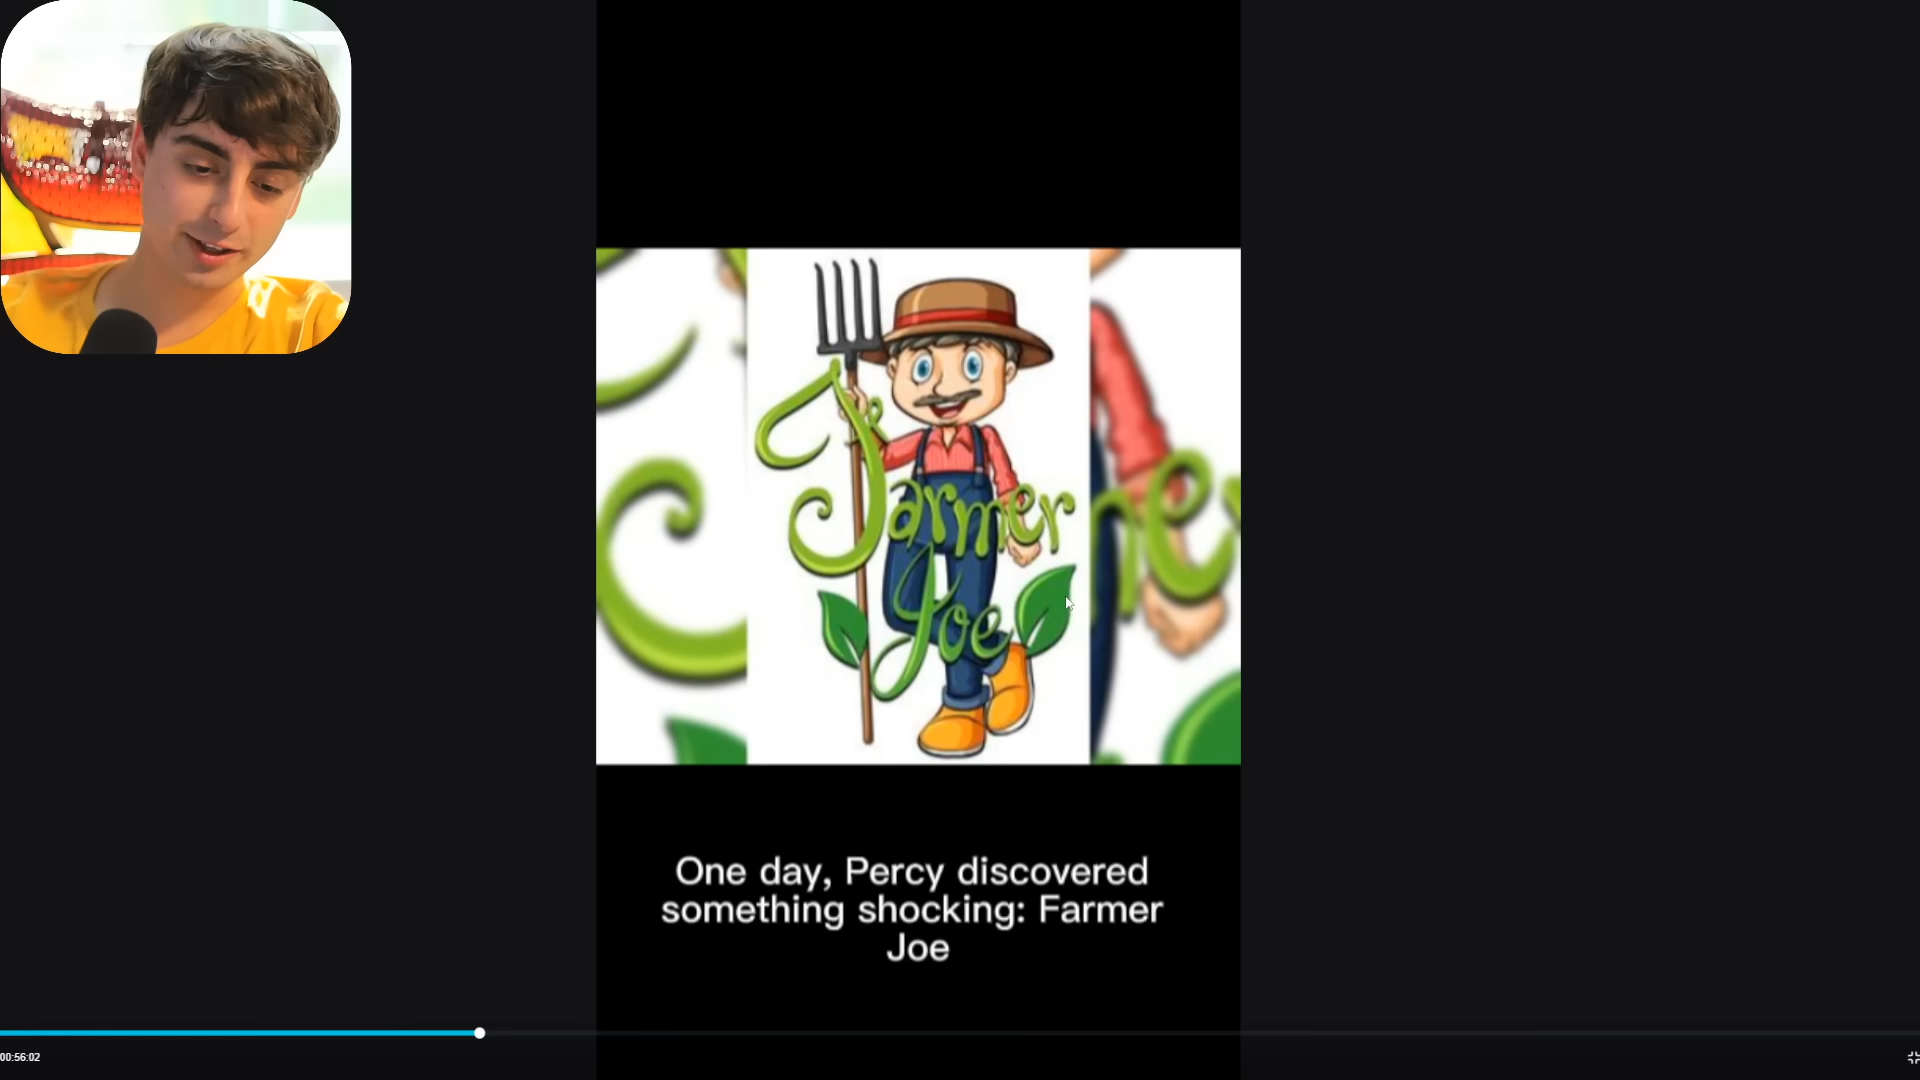 Farmer
Joe
One day, Percy discovered
something shocking: Farmer
Joe
00:56:02